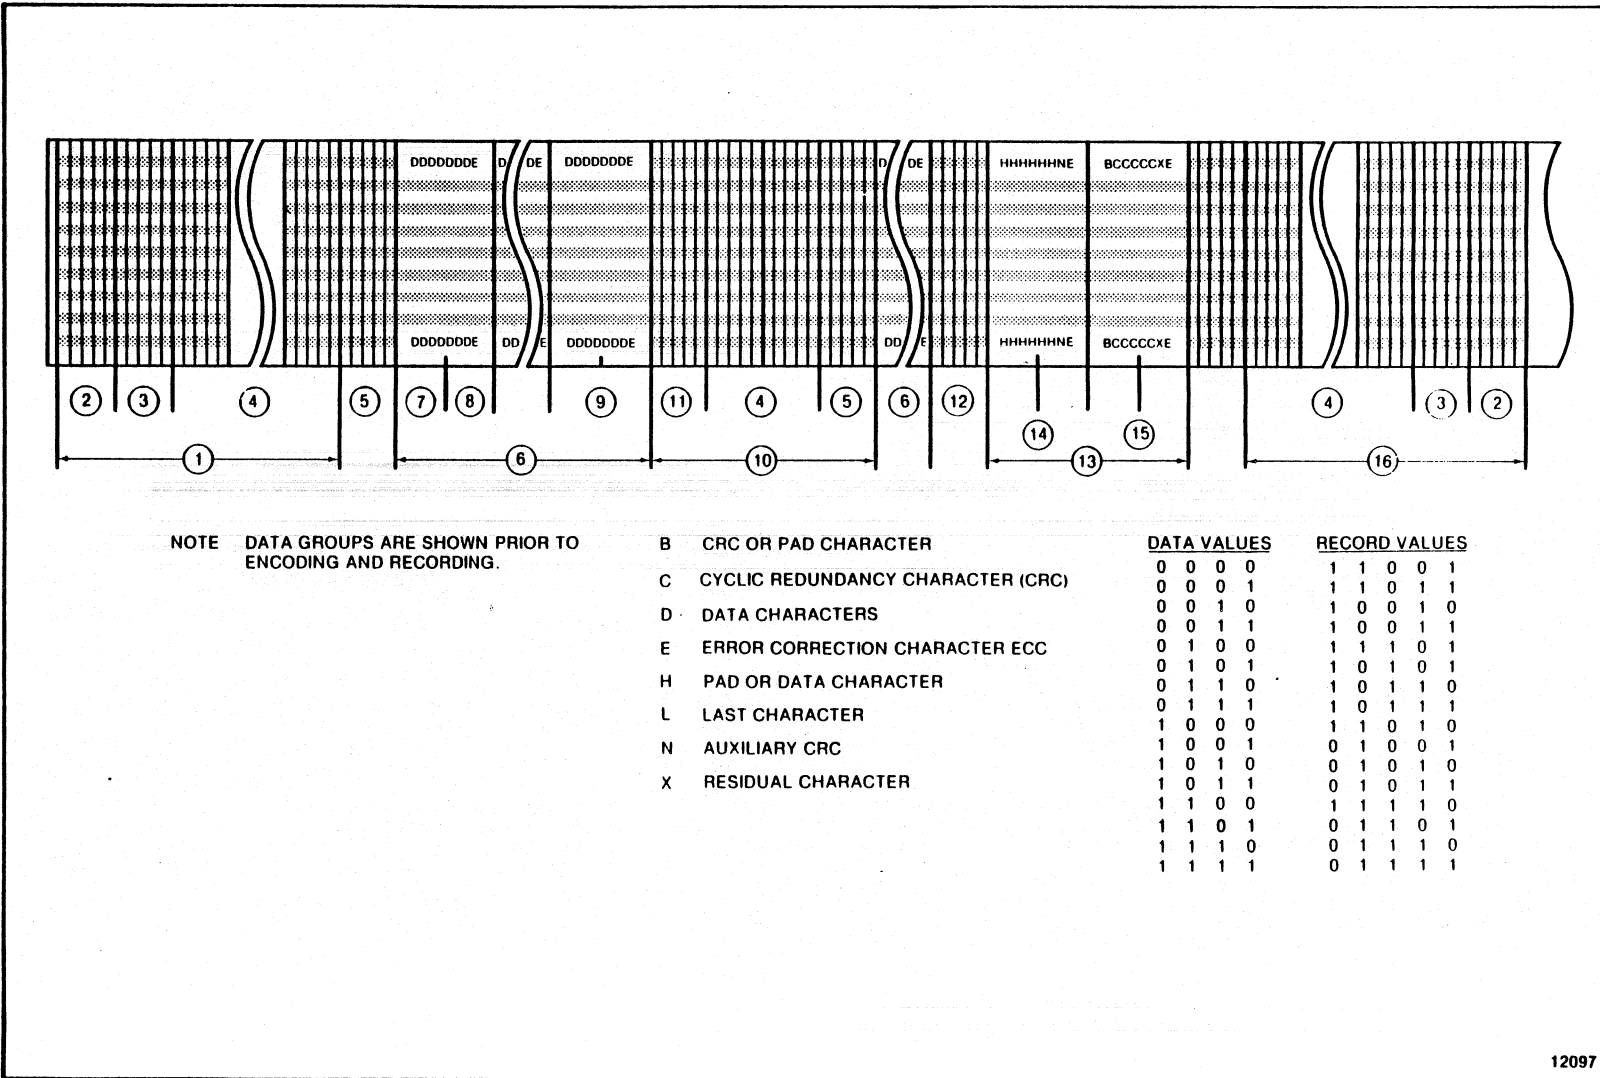 DDDDDDDE D DE DDDDDDDE D DE HHHHHHNE BCCCCCXE
DDDDDDDE DD E DDDDDDDE DD E HHHHHHNE BCCCCCXE
2 3 4 5 7 8 9 11 4 5 6 12 4 3 2
14 15
1 6 10 13 16
NOTE DATA GROUPS ARE SHOWN PRIOR TO
ENCODING AND RECORDING.
B CRC OR PAD CHARACTER
C CYCLIC REDUNDANCY CHARACTER (CRC)
D DATA CHARACTERS
E ERROR CORRECTION CHARACTER ECC
H PAD OR DATA CHARACTER
L LAST CHARACTER
N AUXILIARY CRC
X RESIDUAL CHARACTER
DATA VALUES RECORD VALUES
0 0 0 0 1 1 0 0 1
0 0 0 1 1 1 0 1 1
0 0 1 0 1 0 0 1 0
0 0 1 1 1 0 0 1 1
0 1 0 0 1 1 1 0 1
0 1 0 1 1 0 1 0 1
0 1 1 0 1 0 1 1 0
0 1 1 1 1 0 1 1 1
1 0 0 0 1 1 0 1 0
1 0 0 1 0 1 0 0 1
1 0 1 0 0 1 0 1 0
1 0 1 1 0 1 0 1 1
1 1 0 0 1 1 1 1 0
1 1 0 1 0 1 1 0 1
1 1 1 0 0 1 1 1 0
1 1 1 1 0 1 1 1 1
12097